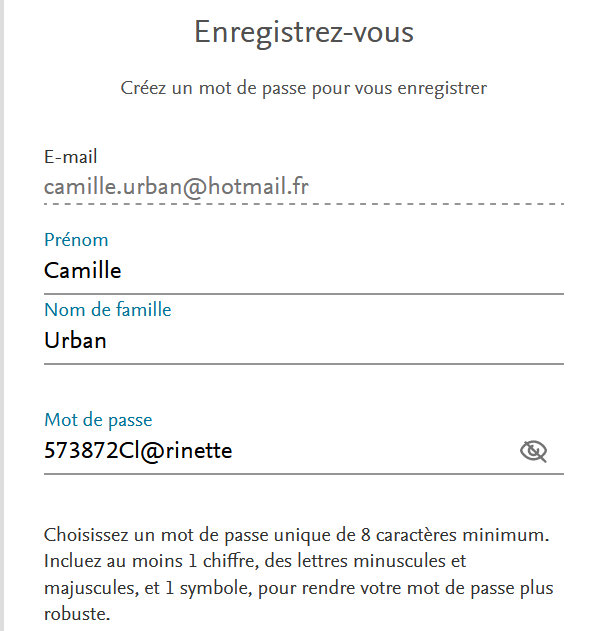 Enregistrez-vous
Créez un mot de passe pour vous enregistrer
E-mail
camille.urban@hotmail.fr
Prénom
Camille
Nom de famille
Urban
Mot de passe
573872Cl@rinette
Choisissez un mot de passe unique de 8 caractères minimum.
Incluez au moins 1 chiffre, des lettres minuscules et
majuscules, et 1 symbole, pour rendre votre mot de passe plus
robuste.